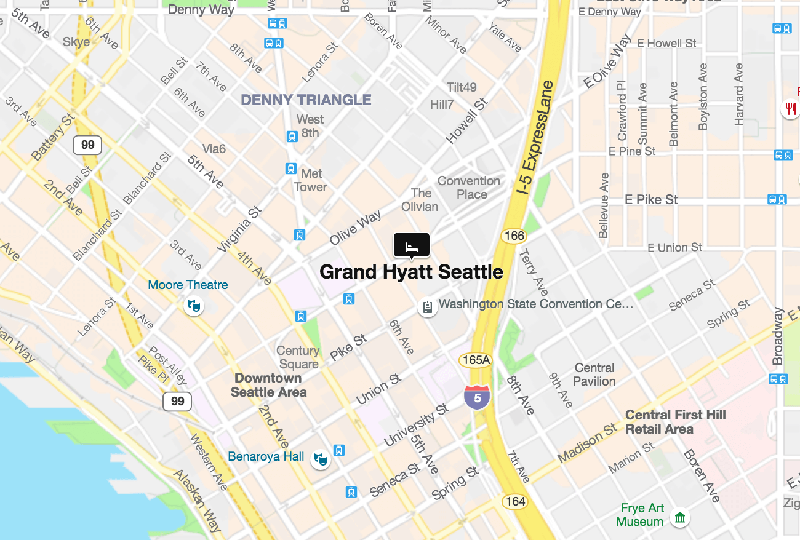 Denny Way
E Denny Way
5th Ave
6th Ave
Skye
Boren Ave
Minor Ave
Yale Ave
E Howell St
E Olive Way
Bell St
7th Ave
8th Ave
Lenora St
6th Ave
DENNY TRIANGLE
Tilt49
Hill7
Howell St
I-5 ExpressLane
Crawford Pl
Summit Ave
Belmont Ave
Boylston Ave
Harvard Ave
3rd Ave
Battery St
99
West
8th
Via6
5th Ave
Met
Tower
E Pine St
E Pike St
Bellevue Ave
2nd Ave
Bell St
Blanchard St
Blanchard St
Virginia St
Olive Way
The
Olivian
Convention
Place
166
E Union St
3rd Ave
4th Ave
Terry Ave
Grand Hyatt Seattle
Moore Theatre
Washington State Convention Ce...
Seneca St
Spring St
Lenora St
1st Ave
Post Alley
Pike Pl
6th Ave
Pike St
Century
Square
165A
Broadway
Downtown
Seattle Area
Union St
8th Ave
9th Ave
Central
Pavilion
99
5
2nd Ave
University St
5th Ave
Central First Hill
Retail Area
Madison St
Marion St
Boren Ave
Benaroya Hall
Western Ave
Alaskan Way
Seneca St
Spring St
7th Ave
164
Frye Art
Museum